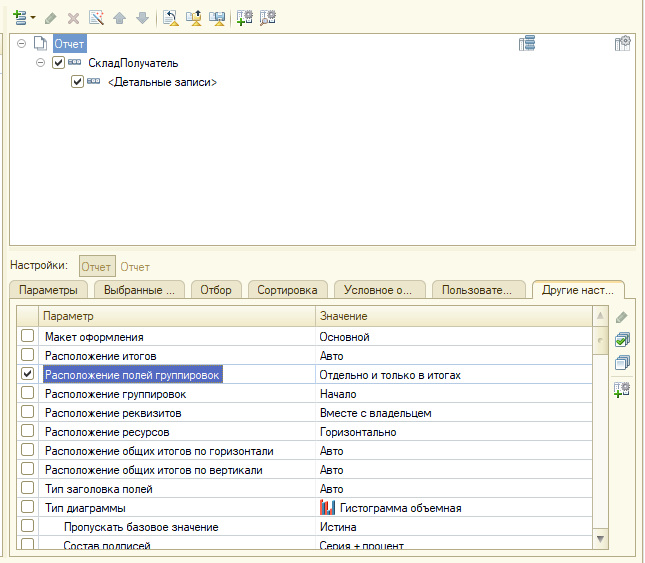 Отчет
СкладПолучатель
<Детальные записи>
Настройки: Отчет Отчет
Параметры Выбранные ... Отбор Сортировка Условное о... Пользовате... Другие наст...
Параметр Значение
Макет оформления Основной
Расположение итогов Авто
Расположение полей группировок Отдельно и только в итогах
Расположение группировок Начало
Расположение реквизитов Вместе с владельцем
Расположение ресурсов Горизонтально
Расположение общих итогов по горизонтали Авто
Расположение общих итогов по вертикали Авто
Тип заголовка полей Авто
Тип диаграммы Гистограмма объемная
Пропускать базовое значение Истина
Состав подписей Серия + процент